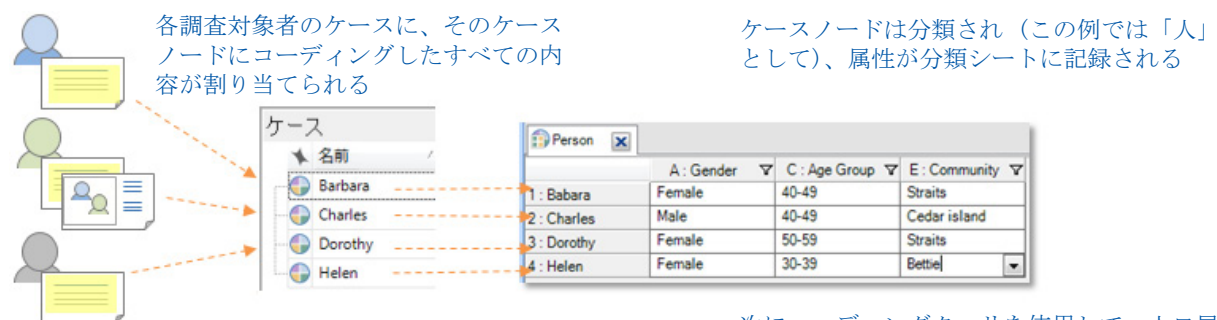 各調査対象者のケースに、そのケース
ノードにコーディングしたすべての内
容が割り当てられる
ケースノードは分類され（この例では「人」
として）、属性が分類シートに記録される
ケース
名前
Barbara
Charles
Dorothy
Helen
Person
A : Gender C : Age Group E : Community
1 : Babara Female 40-49 Straits
2 : Charles Male 40-49 Cedar island
3 : Dorothy Female 50-59 Straits
4 : Helen Female 30-39 Bettie